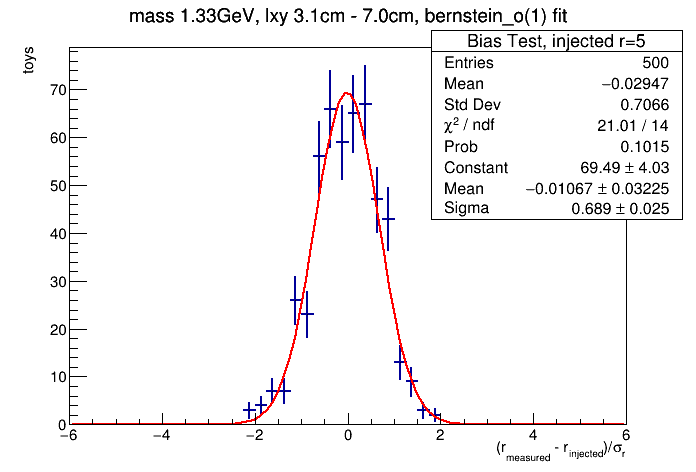 mass 1.33GeV, lxy 3.1cm - 7.0cm, bernstein_o(1) fit
toys
Bias Test, injected r=5
Entries 500
Mean −0.02947
Std Dev 0.7066
χ² / ndf 21.01 / 14
Prob 0.1015
Constant 69.49 ± 4.03
Mean −0.01067 ± 0.03225
Sigma 0.689 ± 0.025
70
60
50
40
30
20
10
0
−6 −4 −2 0 2 4 6
(r_measured - r_injected)/σ_r